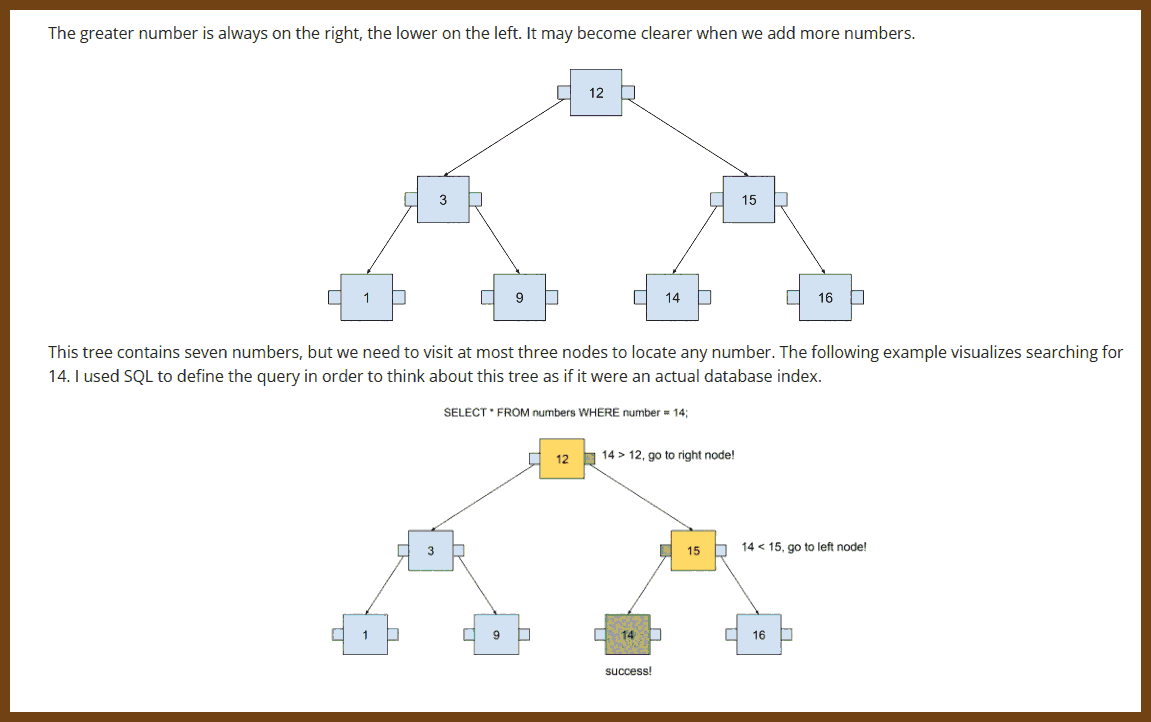 The greater number is always on the right, the lower on the left. It may become clearer when we add more numbers.
12
3
15
1
9
14
16
This tree contains seven numbers, but we need to visit at most three nodes to locate any number. The following example visualizes searching for
14. I used SQL to define the query in order to think about this tree as if it were an actual database index.
SELECT * FROM numbers WHERE number = 14;
12
14 > 12, go to right node!
3
15
14 < 15, go to left node!
1
9
14
16
success!